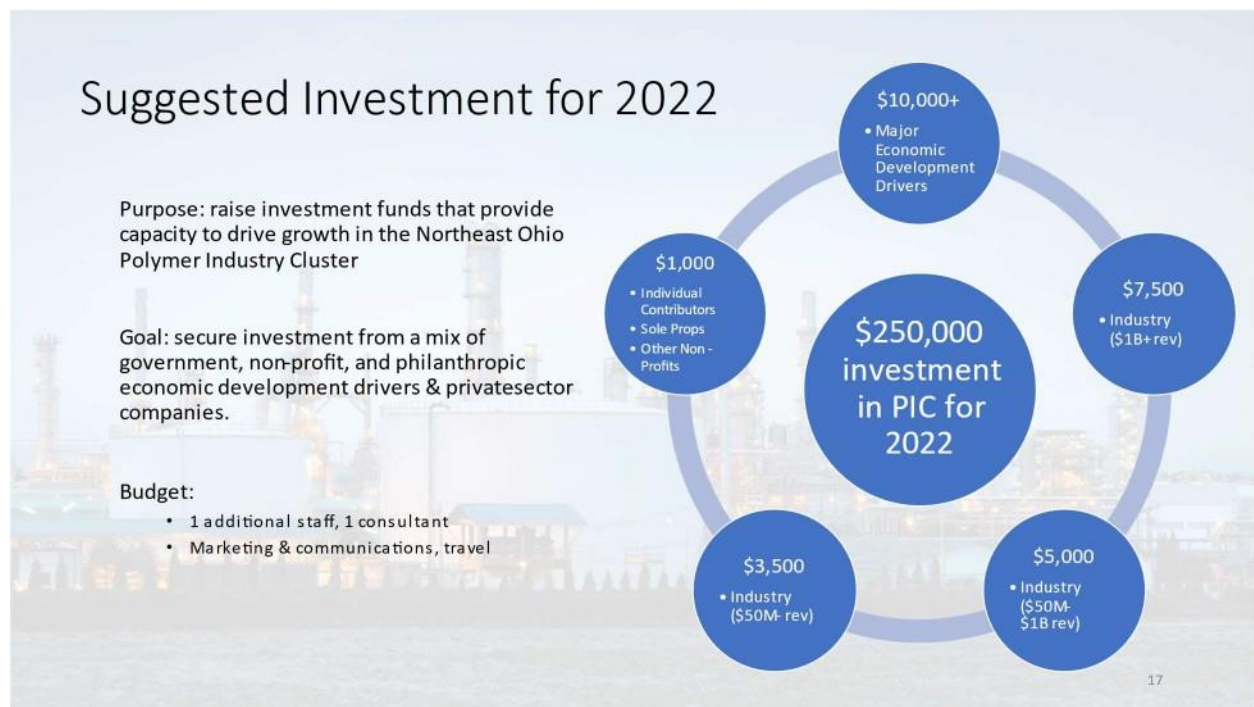 Suggested Investment for 2022
Purpose: raise investment funds that provide
capacity to drive growth in the Northeast Ohio
Polymer Industry Cluster
Goal: secure investment from a mix of
government, non-profit, and philanthropic
economic development drivers & privatesector
companies.
Budget:
• 1 additional staff, 1 consultant
• Marketing & communications, travel
$10,000+
• Major
Economic
Development
Drivers
$7,500
• Industry
($1B+ rev)
$5,000
• Industry
($50M-
$1B rev)
$3,500
• Industry
($50M- rev)
$1,000
• Individual
Contributors
• Sole Props
• Other Non -
Profits
$250,000
investment
in PIC for
2022
17